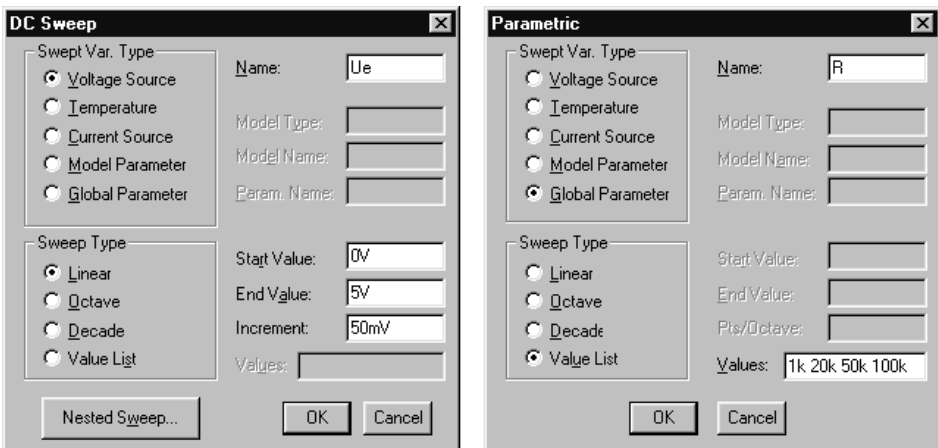 DC Sweep
Swept Var. Type
Voltage Source
Temperature
Current Source
Model Parameter
Global Parameter
Name: Ue
Model Type:
Model Name:
Param. Name:
Sweep Type
Linear
Octave
Decade
Value List
Start Value: 0V
End Value: 5V
Increment: 50mV
Values:
Nested Sweep...
OK
Cancel
Parametric
Swept Var. Type
Voltage Source
Temperature
Current Source
Model Parameter
Global Parameter
Name: R
Model Type:
Model Name:
Param. Name:
Sweep Type
Linear
Octave
Decade
Value List
Start Value:
End Value:
Pts/Octave:
Values: 1k 20k 50k 100k
OK
Cancel